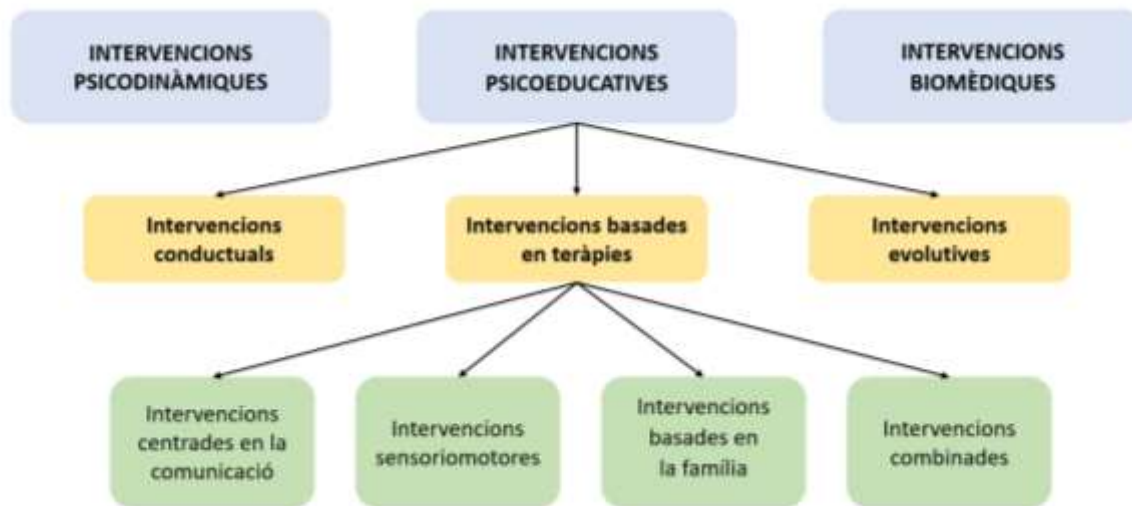 INTERVENCIONS
PSICODINÀMIQUES
INTERVENCIONS
PSICOEDUCATIVES
INTERVENCIONS
BIOMÈDIQUES
Intervencions
conductuals
Intervencions basades
en teràpies
Intervencions
evolutives
Intervencions
centrades en la
comunicació
Intervencions
sensoriomotores
Intervencions
basades en
la família
Intervencions
combinades